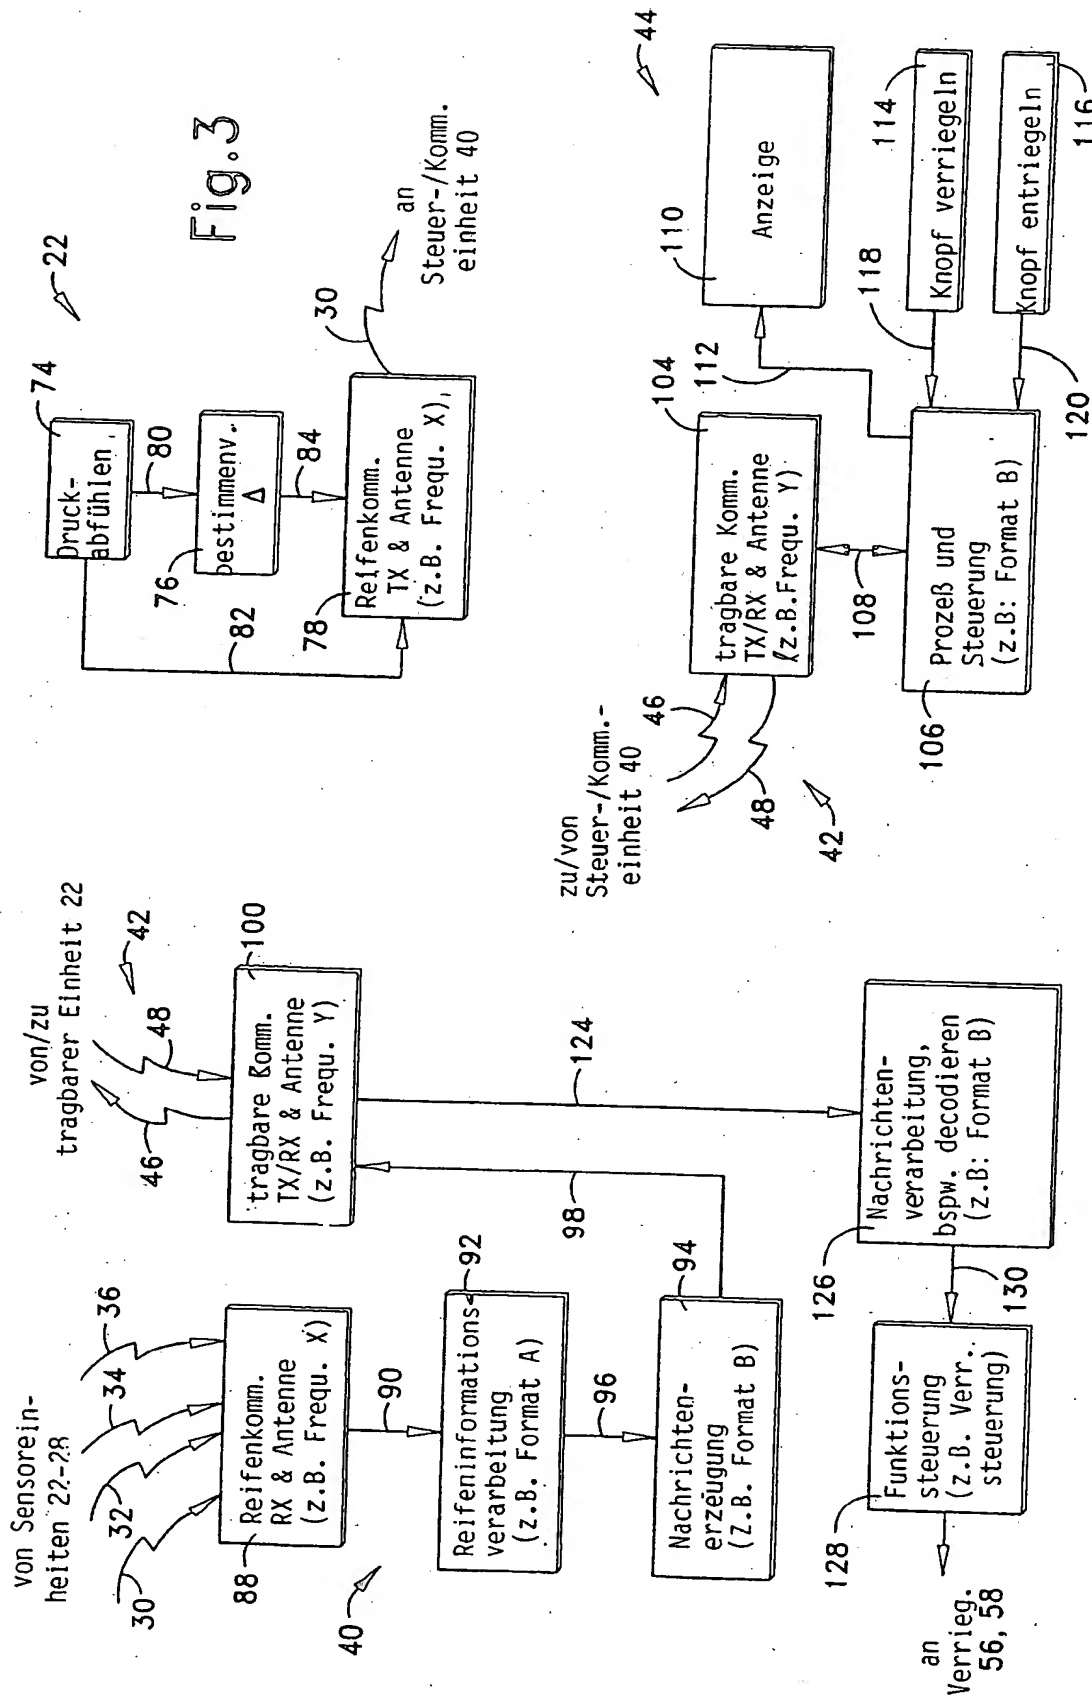 Fig.3
22
74
Druck-
abfühlen
80
76
bestimmenv.
Δ
84
82
78
Reifenkomm.
TX & Antenne
(z.B. Frequ. X),
30
an
Steuer-/Komm.
einheit 40
44
110
Anzeige
112
104
tragbare Komm.
TX/RX & Antenne
(z.B.Frequ. Y)
zu/von
Steuer-/Komm.-
einheit 40
46
48
42
108
106
Prozeß und
Steuerung
(z.B: Format B)
118
Knopf verriegeln
114
120
Knopf entriegeln
116
von Sensorein-
heiten 22-28
30
32
34
36
88
Reifenkomm.
RX & Antenne
(z.B. Frequ. X)
90
40
Reifeninformations-
verarbeitung
(z.B. Format A)
92
96
Nachrichten-
erzeugung
(z.B. Format B)
94
98
von/zu
tragbarer Einheit 22
46
48
42
100
tragbare Komm.
TX/RX & Antenne
(z.B. Frequ. Y)
124
126
Nachrichten-
verarbeitung,
bspw. decodieren
(z.B: Format B)
130
128
Funktions-
steuerung
(z.B. Verr..
steuerung)
an
Verrieg.
56, 58